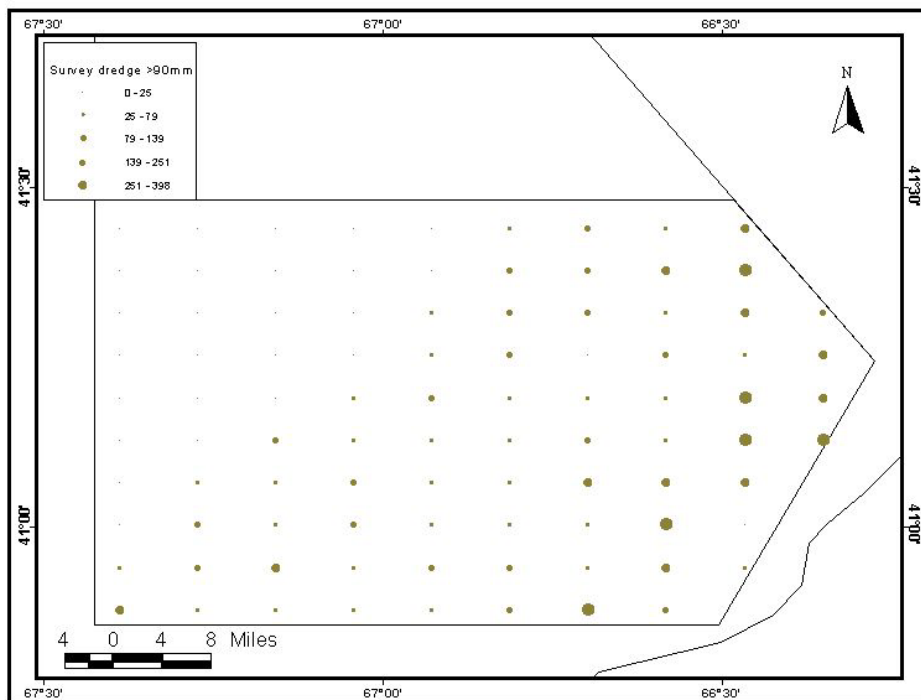 67°30' 67°00' 66°30'
Survey dredge >90mm
0 - 25
25 - 79
79 - 139
139 - 251
251 - 398
N
41°30' 41°30'
41°00' 41°00'
4 0 4 8 Miles
67°30' 67°00' 66°30'